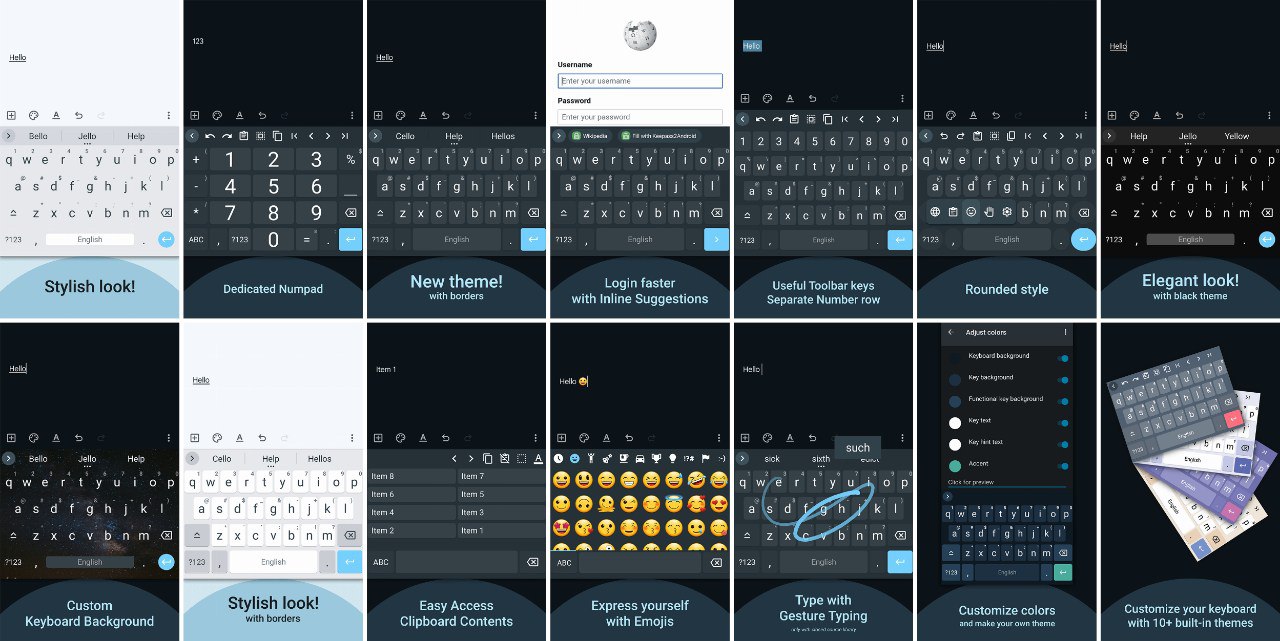 Hello
Bello Jello Help
q w e r t y u i o p
a s d f g h j k l
z x c v b n m
?123 , English .
Stylish look!
123
+ 1 2 3 %
- 4 5 6
* 7 8 9
ABC , ?123 0 = .
Dedicated Numpad
Hello
Cello Help Hellos
q w e r t y u i o p
a s d f g h j k l
z x c v b n m
?123 , English .
New theme!
with borders
Username
Enter your username
Password
Enter your password
Wikipedia Fill with Keepass2Android
q w e r t y u i o p
a s d f g h j k l
z x c v b n m
?123 , English .
Login faster
with Inline Suggestions
Hello
1 2 3 4 5 6 7 8 9 0
q w e r t y u i o p
a s d f g h j k l
z x c v b n m
?123 , English .
Useful Toolbar keys
Separate Number row
Hello
q w e r t y u i o p
a s d f g h j k l
b n m
?123 , English .
Rounded style
Hello
Help Jello Yellow
q w e r t y u i o p
a s d f g h j k l
z x c v b n m
?123 , English .
Elegant look!
with black theme
Hello
Jello Hello Help
q w e r t y u i o p
a s d f g h j k l
z x c v b n m
?123 , English .
Custom
Keyboard Background
Hello
Cello Help Hellos
q w e r t y u i o p
a s d f g h j k l
z x c v b n m
?123 , English .
Stylish look!
with borders
Item 1
Item 8 Item 7
Item 6 Item 5
Item 4 Item 3
Item 2 Item 1
ABC
Easy Access
Clipboard Contents
Hello 😅
ABC
Express yourself
with Emojis
Hello
such
sick sixth
q w e r t y u i o p
a s d f g h j k l
z x c v b n m
?123 , English .
Type with
Gesture Typing
Adjust colors
Keyboard background
Key background
Functional key background
Key text
Key hint text
Accent
Click for preview
q w e r t y u i o p
a s d f g h j k l
z x c v b n m
?123 , English .
Customize colors
and make your own theme
English
English
Customize your keyboard
with 10+ built-in themes